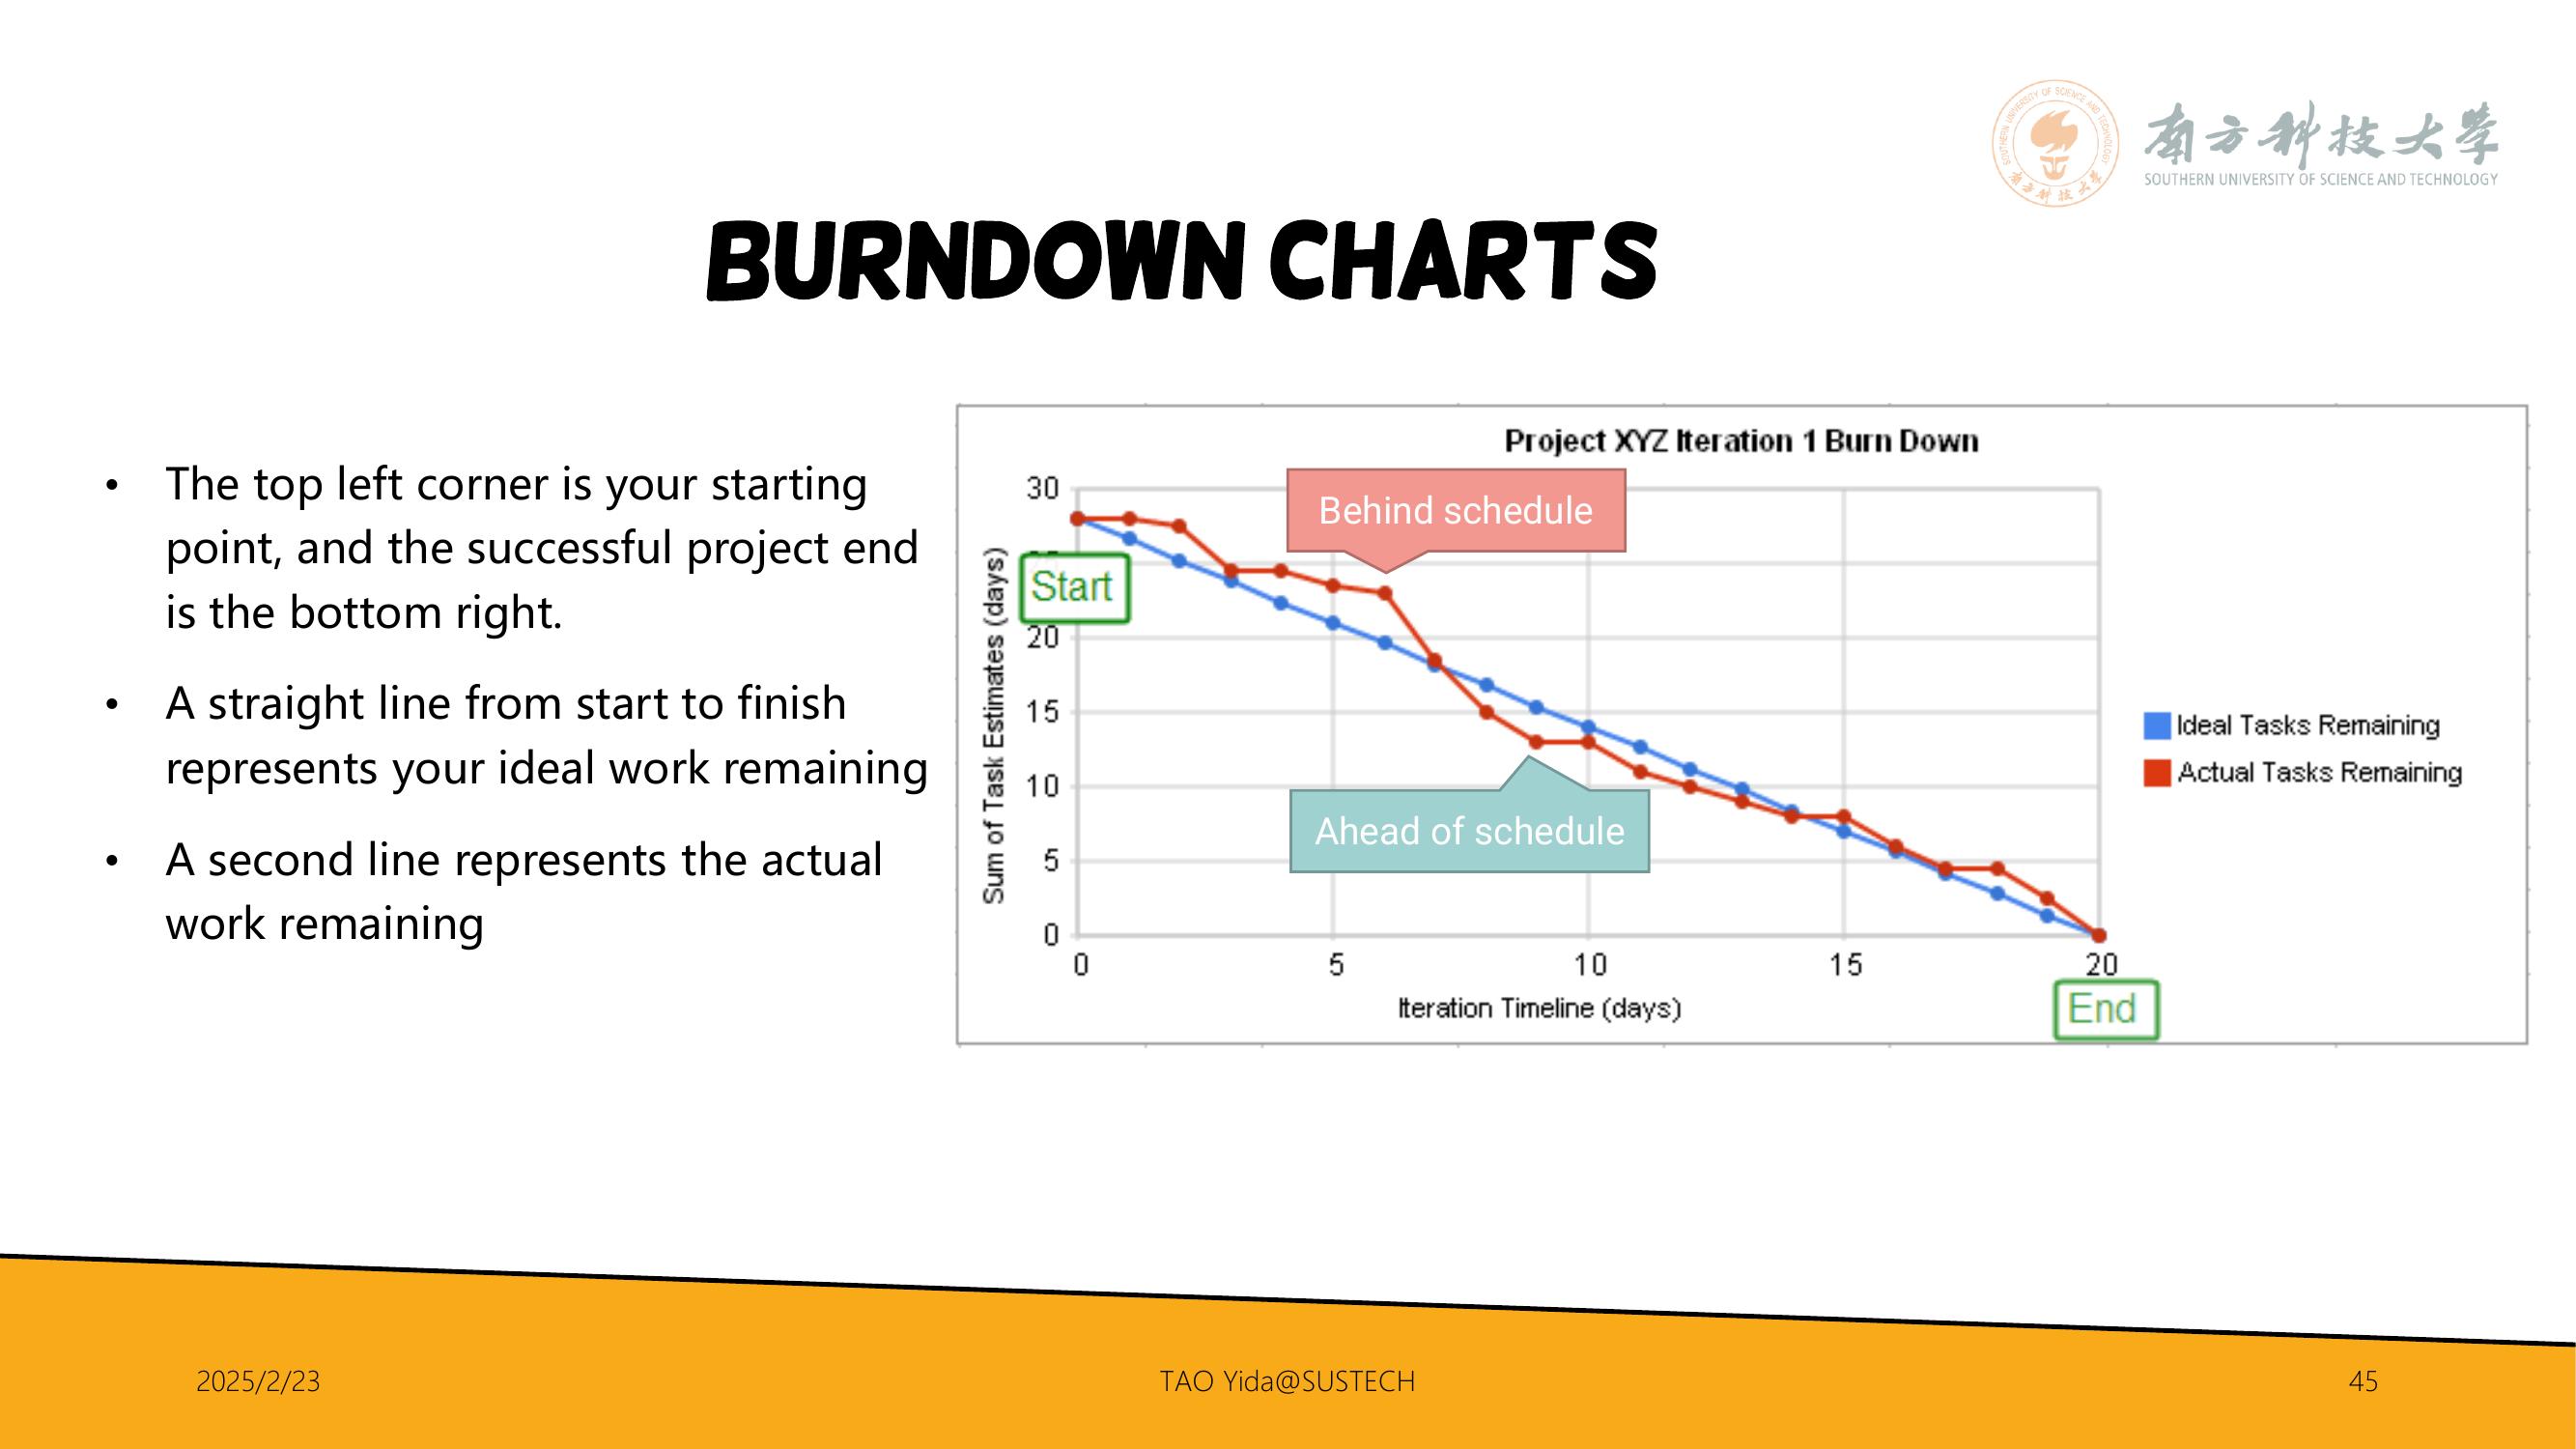 南方科技大学
SOUTHERN UNIVERSITY OF SCIENCE AND TECHNOLOGY
BURNDOWN CHARTS
• The top left corner is your starting
point, and the successful project end
is the bottom right.
• A straight line from start to finish
represents your ideal work remaining
• A second line represents the actual
work remaining
Project XYZ Iteration 1 Burn Down
Behind schedule
Ahead of schedule
Start
End
Sum of Task Estimates (days)
30
20
15
10
5
0
0 5 10 15 20
Iteration Timeline (days)
Ideal Tasks Remaining
Actual Tasks Remaining
2025/2/23
TAO Yida@SUSTECH
45